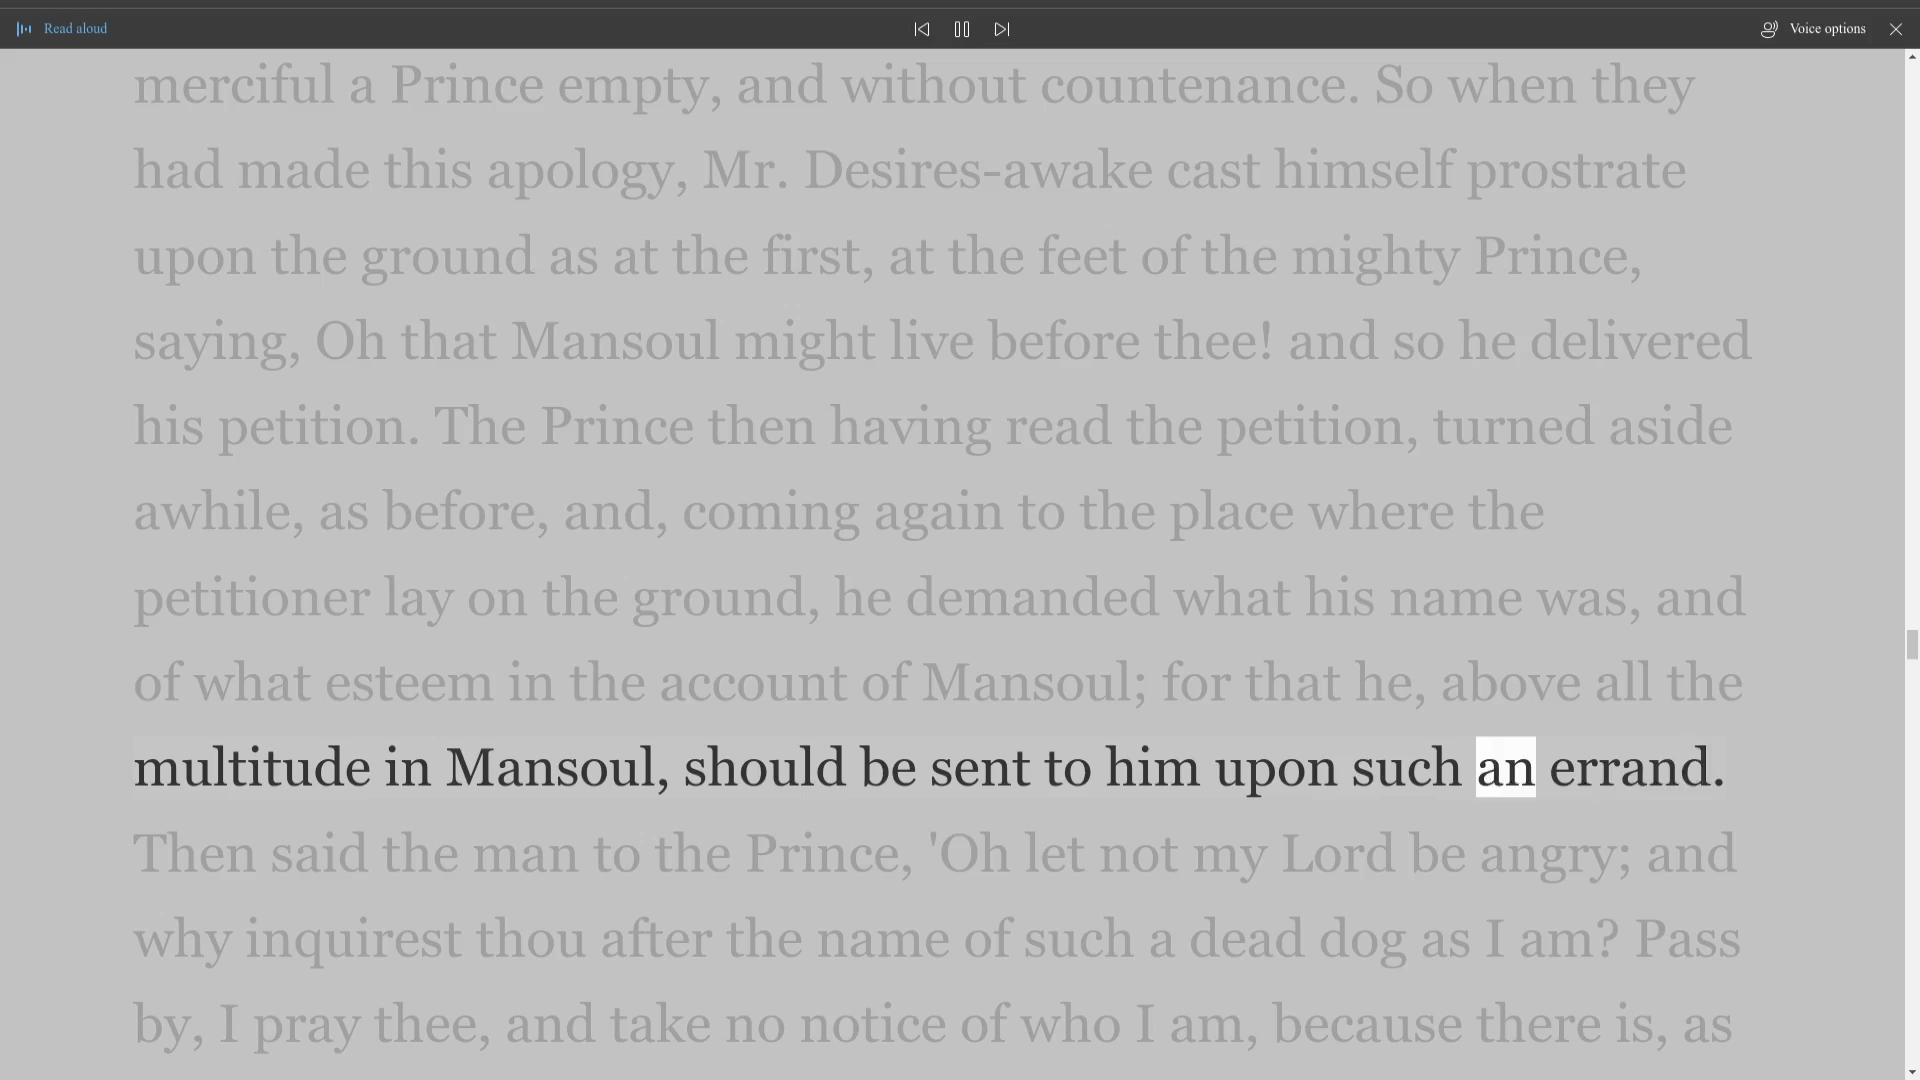 Read aloud
Voice options
merciful a Prince empty, and without countenance. So when they
had made this apology, Mr. Desires-awake cast himself prostrate
upon the ground as at the first, at the feet of the mighty Prince,
saying, Oh that Mansoul might live before thee! and so he delivered
his petition. The Prince then having read the petition, turned aside
awhile, as before, and, coming again to the place where the
petitioner lay on the ground, he demanded what his name was, and
of what esteem in the account of Mansoul; for that he, above all the
multitude in Mansoul, should be sent to him upon such an errand.
Then said the man to the Prince, 'Oh let not my Lord be angry; and
why inquirest thou after the name of such a dead dog as I am? Pass
by, I pray thee, and take no notice of who I am, because there is, as